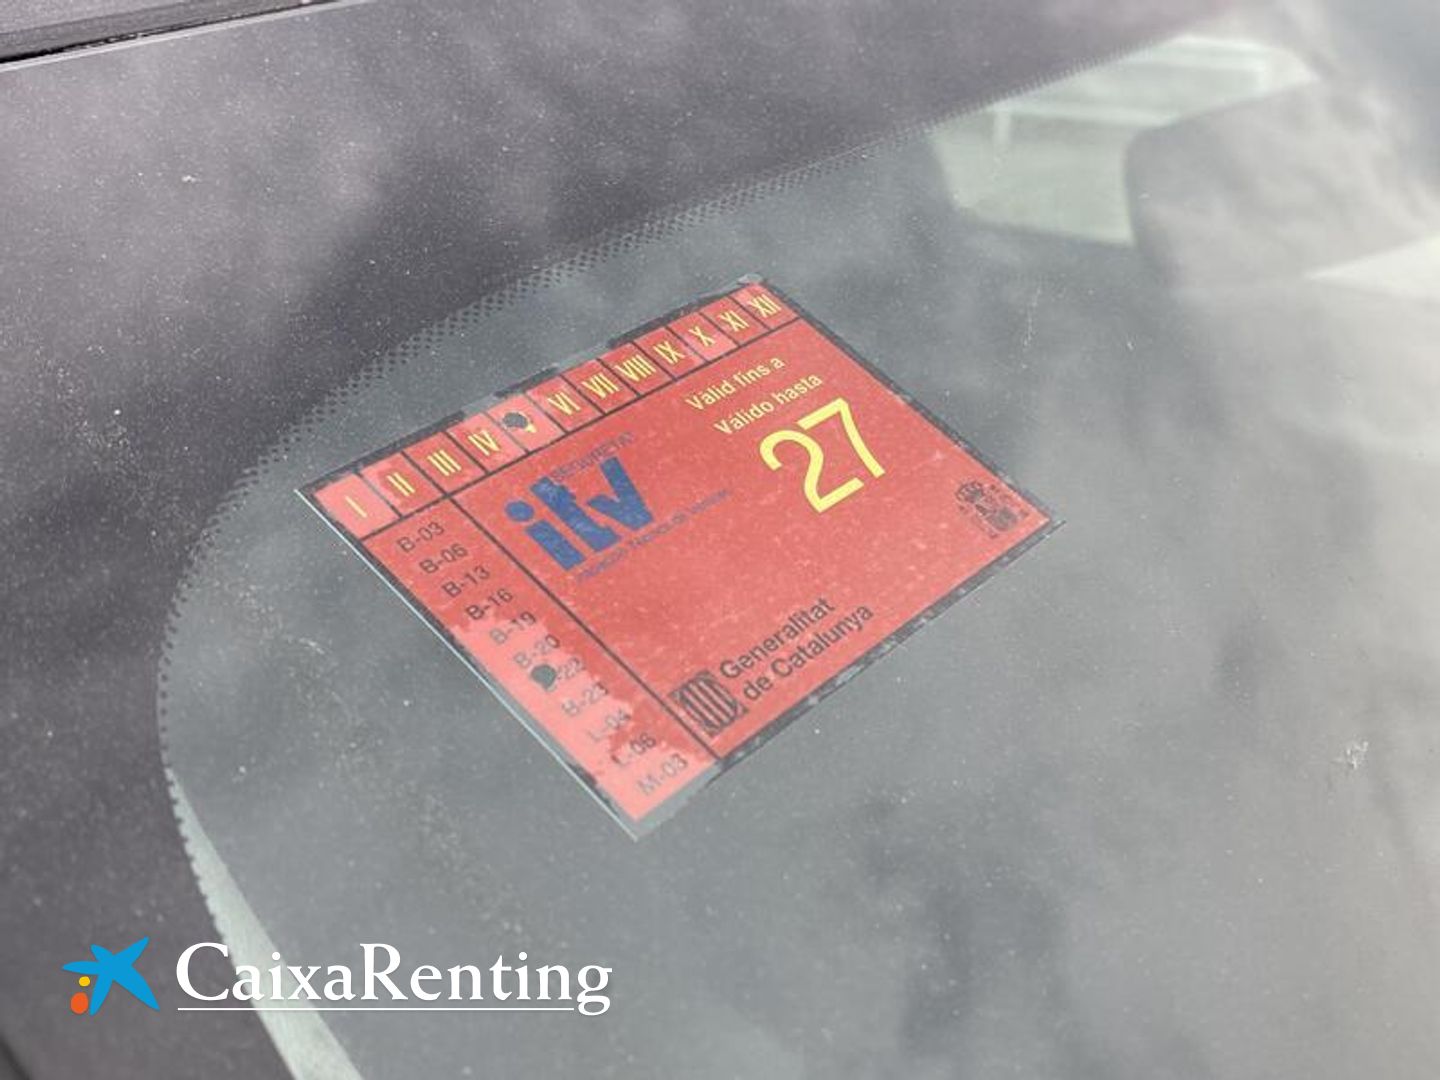 I II III IV V VI VII VIII IX X XI XII
Vàlid fins a
Válido hasta
27
itv
B-03
B-06
B-13
B-16
B-19
B-20
B-22
B-23
L-04
L-06
M-03
Generalitat
de Catalunya
CaixaRenting